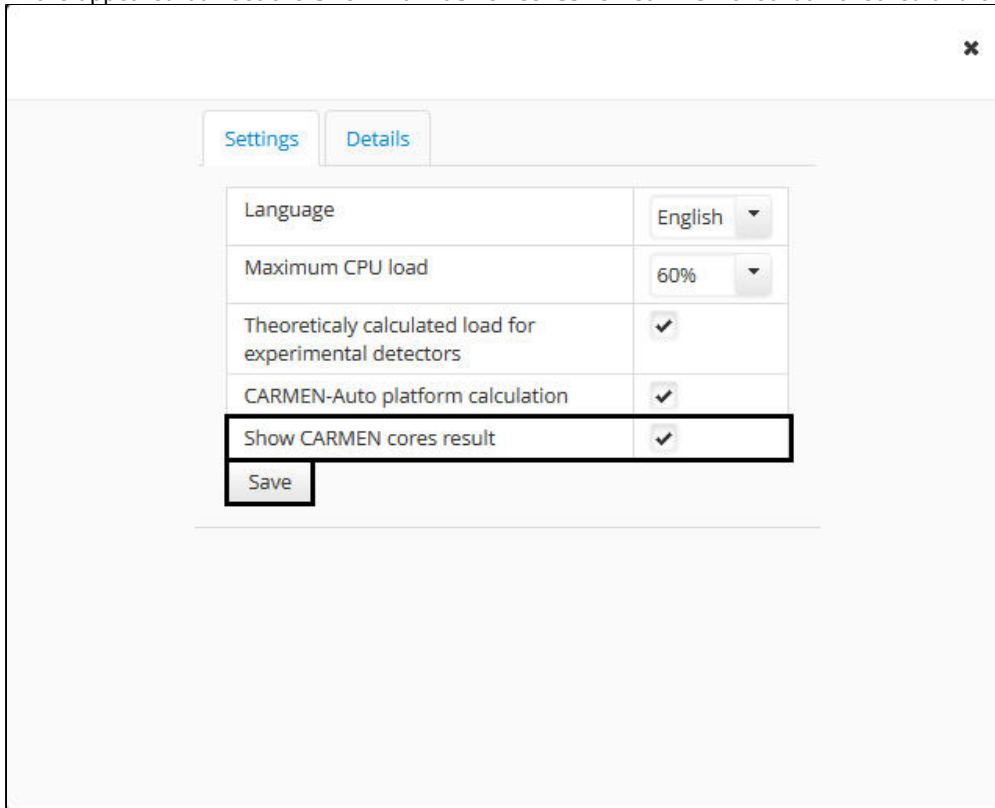 Settings
Details
Language
English
Maximum CPU load
60%
Theoreticaly calculated load for
experimental detectors
CARMEN-Auto platform calculation
Show CARMEN cores result
Save